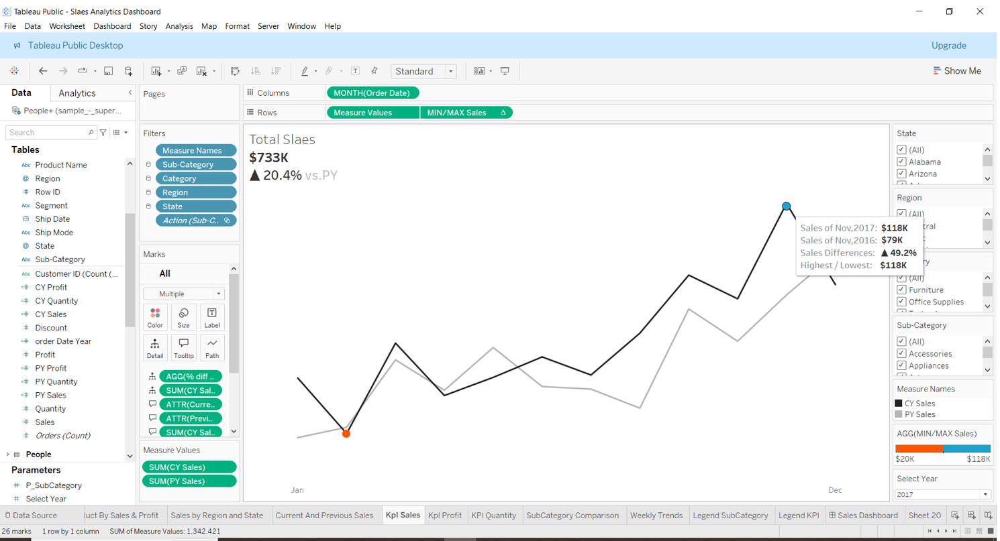 Tableau Public - Slaes Analytics Dashboard
File Data Worksheet Dashboard Story Analysis Map Format Server Window Help
Tableau Public Desktop
Upgrade
Standard
Show Me
Data Analytics
People+ (sample_-_super...
Search
Tables
Abc Product Name
Region
# Row ID
Abc Segment
Ship Date
Abc Ship Mode
State
Abc Sub-Category
Abc Customer ID (Count (...
=# CY Profit
=# CY Quantity
=# CY Sales
# Discount
=# order Date Year
# Profit
=# PY Profit
=# PY Quantity
=# PY Sales
# Quantity
# Sales
# Orders (Count)
People
Parameters
# P_SubCategory
# Select Year
Pages
Filters
Measure Names
Sub-Category
Category
Region
State
Action (Sub-C..
Marks
All
Multiple
Color Size Label
Detail Tooltip Path
AGG(% diff ..
SUM(CY Sal..
ATTR(Curre..
ATTR(Previ..
SUM(CY Sal..
Measure Values
SUM(CY Sales)
SUM(PY Sales)
Columns
MONTH(Order Date)
Rows
Measure Values
MIN/MAX Sales Δ
Total Slaes
$733K
▲ 20.4% vs.PY
Sales of Nov,2017: $118K
Sales of Nov,2016: $79K
Sales Differences: ▲ 49.2%
Highest / Lowest: $118K
Jan
Dec
State
(All)
Alabama
Arizona
Region
(All)
(All)
Furniture
Office Supplies
Sub-Category
(All)
Accessories
Appliances
Measure Names
CY Sales
PY Sales
AGG(MIN/MAX Sales)
$20K $118K
Select Year
2017
Data Source
uct By Sales & Profit
Sales by Region and State
Current And Previous Sales
Kpl Sales
Kpl Profit
KPI Quantity
SubCategory Comparison
Weekly Trends
Legend SubCategory
Legend KPI
Sales Dashboard
Sheet 20
26 marks 1 row by 1 column SUM of Measure Values: 1,342,421